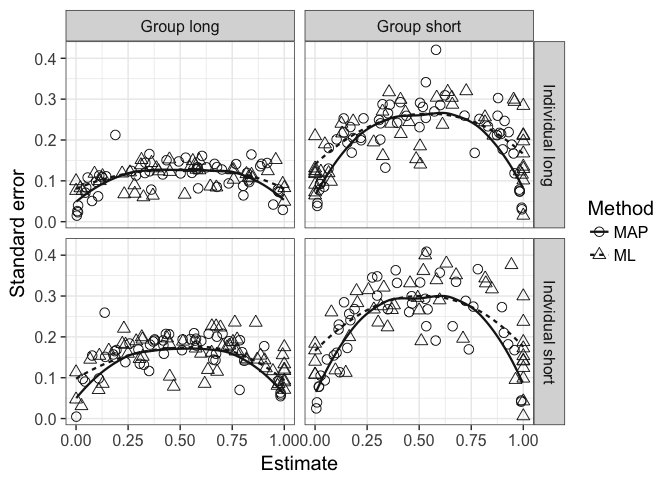 Group long
Group short
0.4
0.3
0.2
0.1
0.0
Individual long
0.4
0.3
0.2
0.1
0.0
Indvidual short
0.00 0.25 0.50 0.75 1.00 0.00 0.25 0.50 0.75 1.00
Estimate
Standard error
Method
MAP
ML